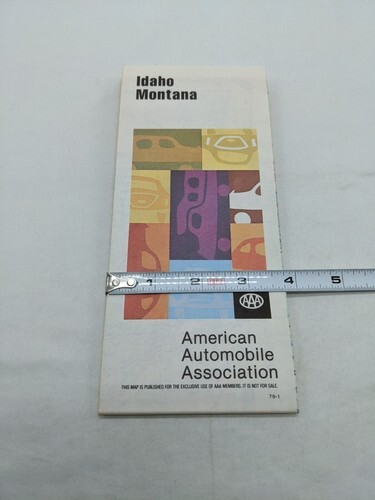 Idaho
Montana
1 2 3 4 5
AAA
American
Automobile
Association
THIS MAP IS PUBLISHED FOR THE EXCLUSIVE USE OF AAA MEMBERS. IT IS NOT FOR SALE.
79-1